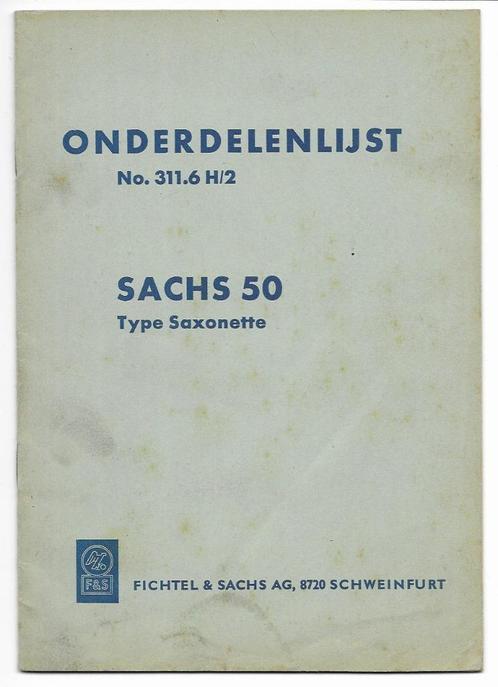 ONDERDELENLIJST
No. 311.6 H/2
SACHS 50
Type Saxonette
F&S
FICHTEL & SACHS AG, 8720 SCHWEINFURT